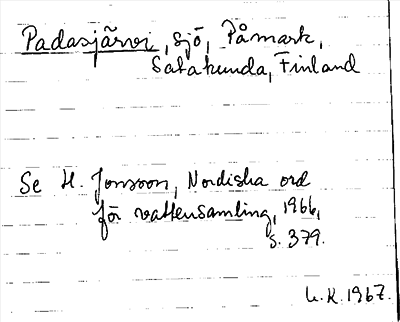 Padasjärvi, sjö, Påmark,
Satakunda, Finland
Se H. Jonsson, Nordiska ord
för vattensamling, 1966,
s. 379.
L. K. 1967.